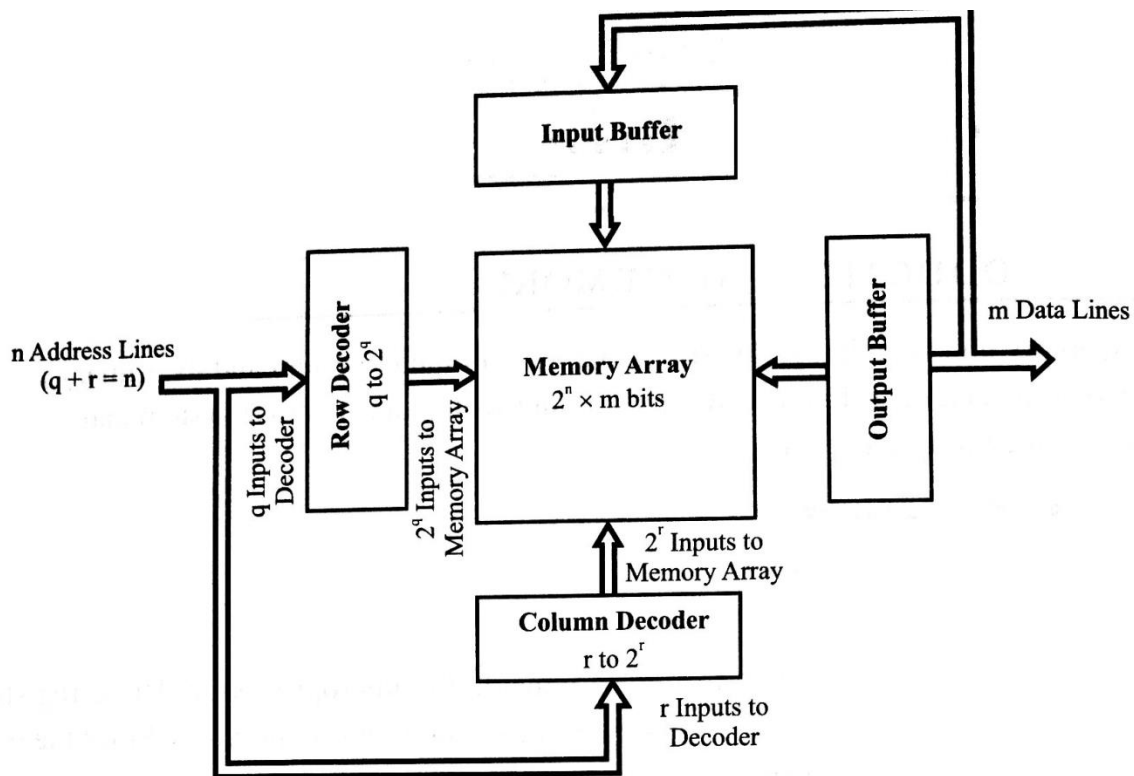 Input Buffer
n Address Lines
(q + r = n)
q Inputs to
Decoder
Row Decoder
q to 2^q
2^q Inputs to
Memory Array
Memory Array
2^n × m bits
Output Buffer
m Data Lines
2^r Inputs to
Memory Array
Column Decoder
r to 2^r
r Inputs to
Decoder